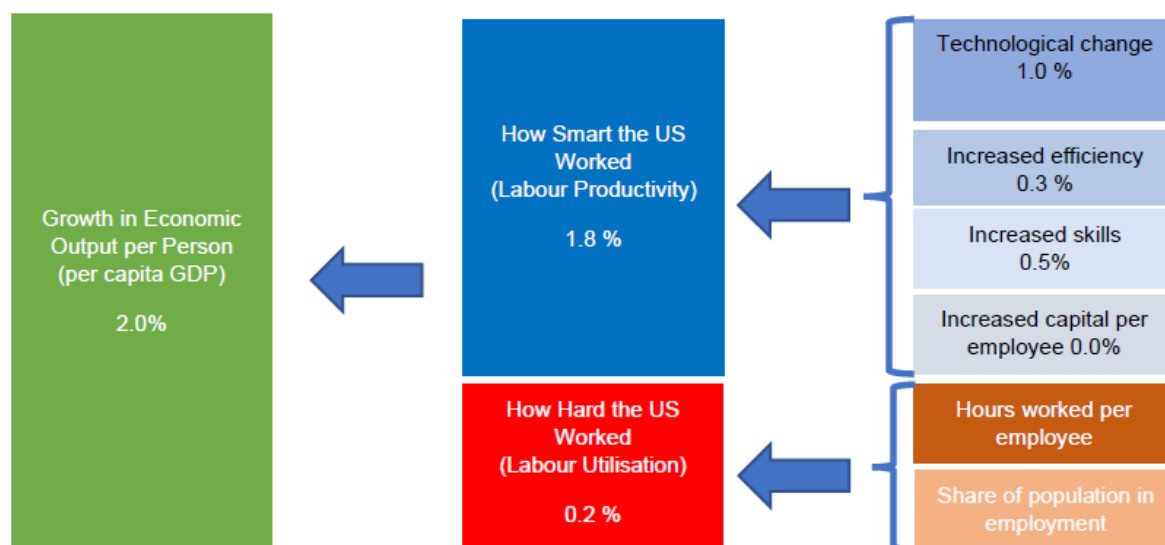 Growth in Economic
Output per Person
(per capita GDP)
2.0%
How Smart the US
Worked
(Labour Productivity)
1.8 %
How Hard the US
Worked
(Labour Utilisation)
0.2 %
Technological change
1.0 %
Increased efficiency
0.3 %
Increased skills
0.5%
Increased capital per
employee 0.0%
Hours worked per
employee
Share of population in
employment